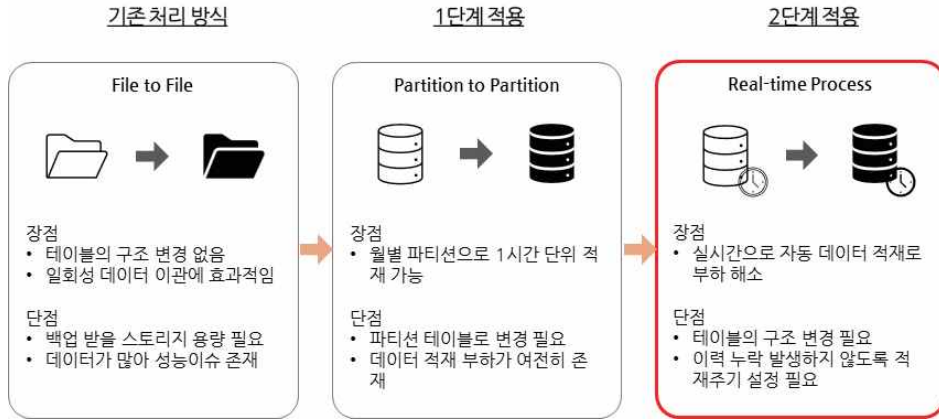 기존 처리 방식
File to File
장점
• 테이블의 구조 변경 없음
• 일회성 데이터 이관에 효과적임
단점
• 백업 받을 스토리지 용량 필요
• 데이터가 많아 성능이슈 존재
1단계 적용
Partition to Partition
장점
• 월별 파티션으로 1시간 단위 적
재 가능
단점
• 파티션 테이블로 변경 필요
• 데이터 적재 부하가 여전히 존
재
2단계 적용
Real-time Process
장점
• 실시간으로 자동 데이터 적재로
부하 해소
단점
• 테이블의 구조 변경 필요
• 이력 누락 발생하지 않도록 적
재주기 설정 필요